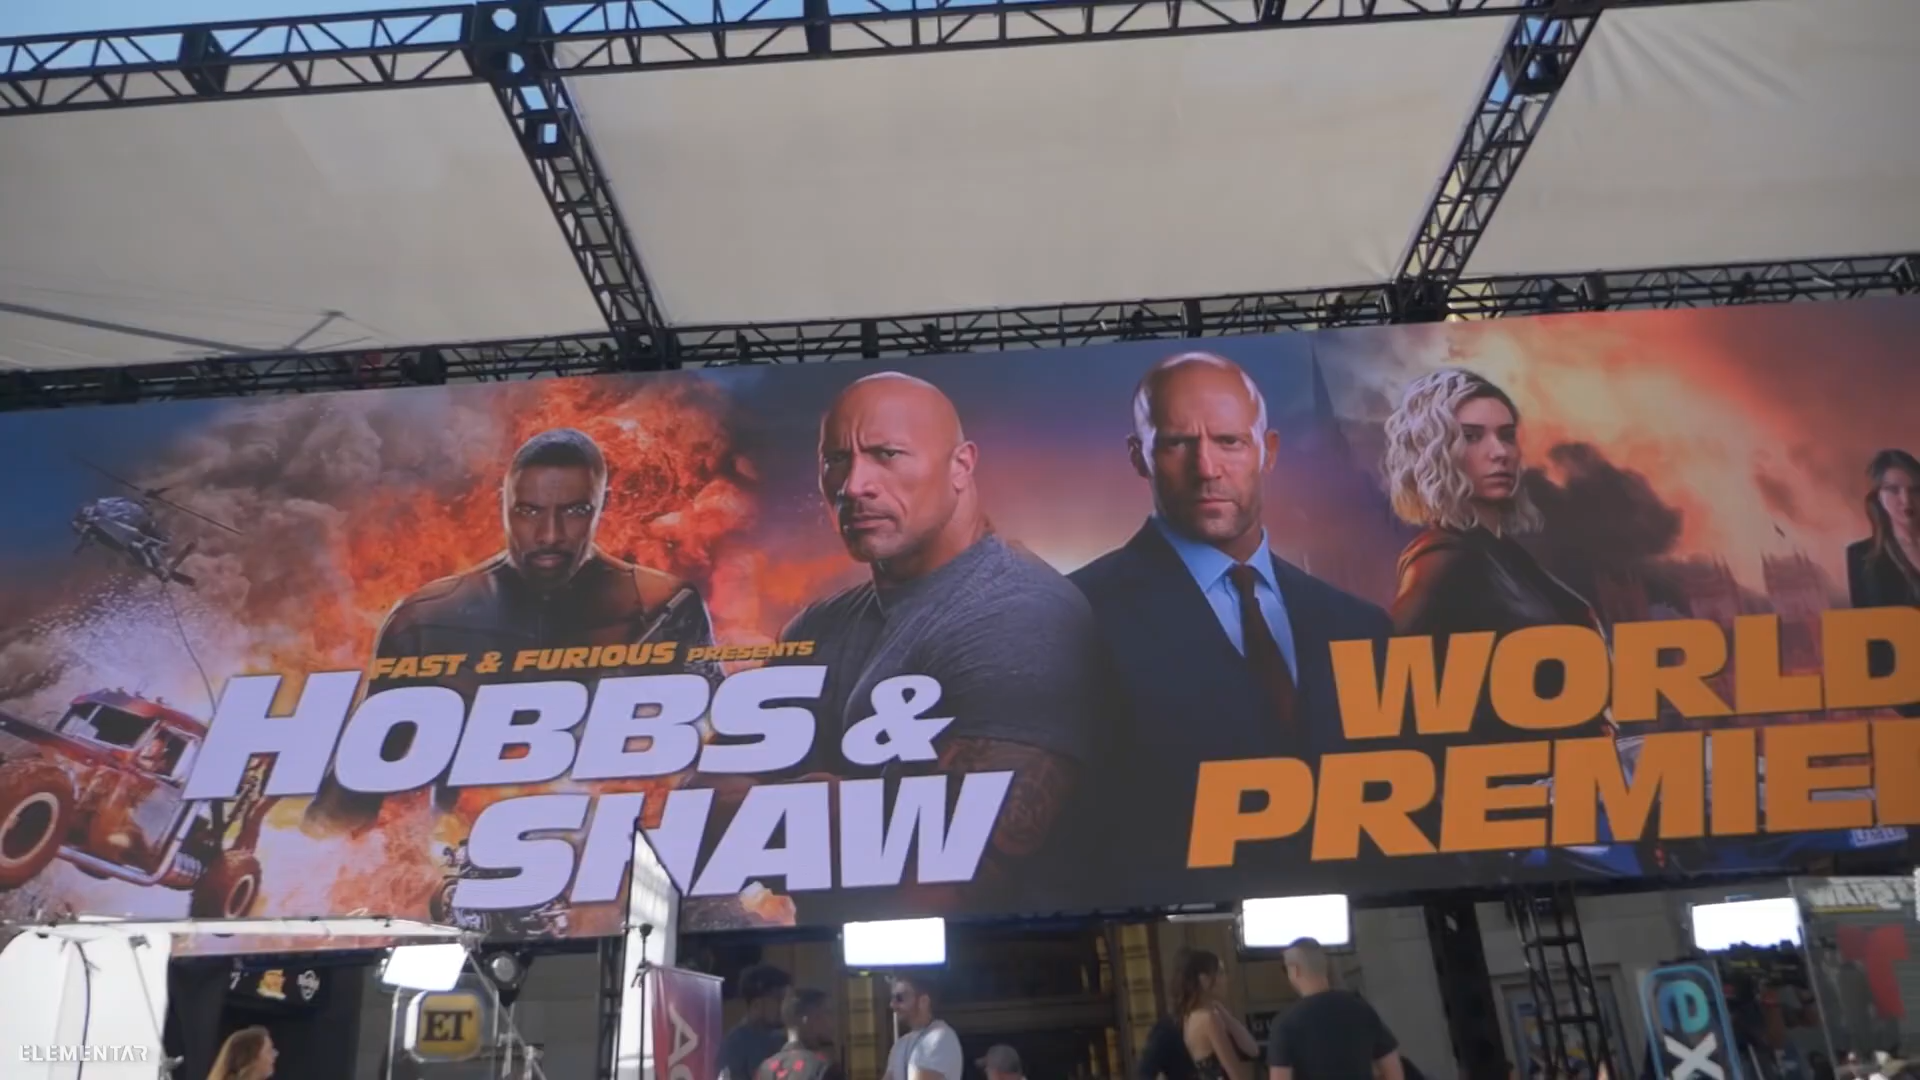 FAST & FURIOUS PRESENTS
HOBBS &
SHAW
WORLD
PREMIE
ET
ELEMENTAR